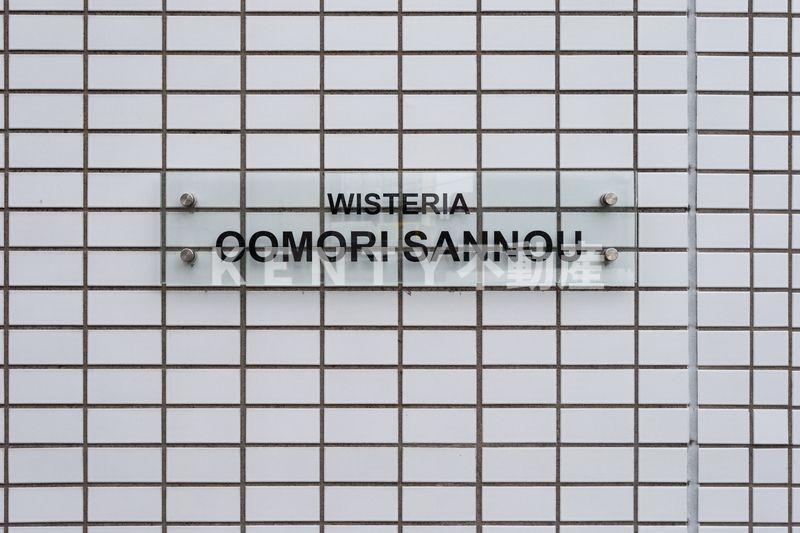 WISTERIA
OOMORI SANNOU
KENTY不動産